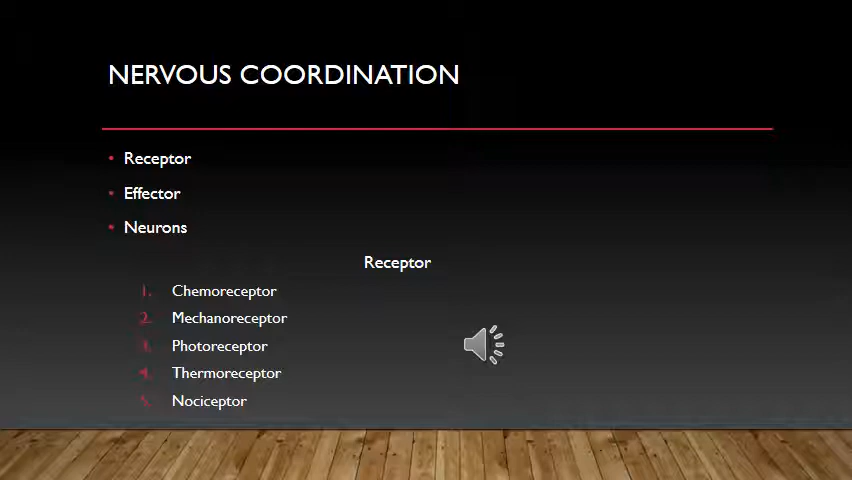 NERVOUS COORDINATION
• Receptor
• Effector
• Neurons
Receptor
1. Chemoreceptor
2. Mechanoreceptor
3. Photoreceptor
4. Thermoreceptor
5. Nociceptor